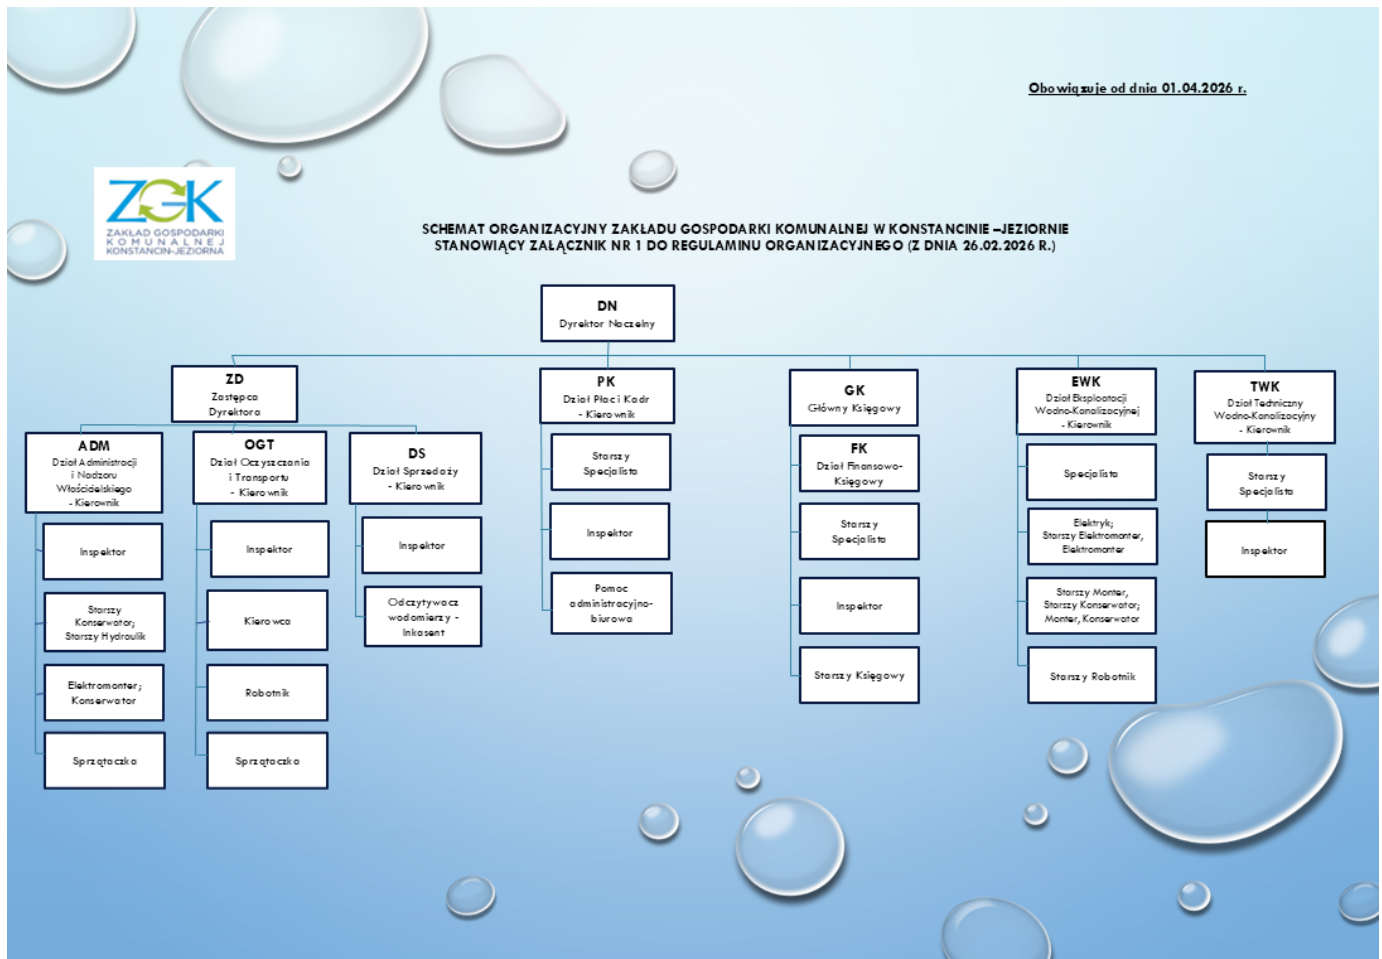 Obowiązuje od dnia 01.04.2026 r.
ZGK
ZAKŁAD GOSPODARKI
KOMUNALNEJ
KONSTANCIN-JEZIORNA
SCHEMAT ORGANIZACYJNY ZAKŁADU GOSPODARKI KOMUNALNEJ W KONSTANCINIE –JEZIORNIE
STANOWIĄCY ZAŁĄCZNIK NR 1 DO REGULAMINU ORGANIZACYJNEGO (Z DNIA 26.02.2026 R.)
DN
Dyrektor Naczelny
ZD
Zastępca
Dyrektora
ADM
Dział Administracji
i Nadzoru
Właścicielskiego
- Kierownik
Inspektor
Starszy
Konserwator;
Starszy Hydraulik
Elektromonter;
Konserwator
Sprzątaczka
OGT
Dział Oczyszczania
i Transportu
- Kierownik
Inspektor
Kierowca
Robotnik
Sprzątaczka
DS
Dział Sprzedaży
- Kierownik
Inspektor
Odczytywacz
wodomierzy -
Inkasent
PK
Dział Płac i Kadr
- Kierownik
Starszy
Specjalista
Inspektor
Pomoc
administracyjno-
biurowa
GK
Główny Księgowy
FK
Dział Finansowo-
Księgowy
Starszy
Specjalista
Inspektor
Starszy Księgowy
EWK
Dział Eksploatacji
Wodno-Kanalizacyjnej
- Kierownik
Specjalista
Elektryk;
Starszy Elektromonter,
Elektromonter
Starszy Monter,
Starszy Konserwator;
Monter, Konserwator
Starszy Robotnik
TWK
Dział Techniczny
Wodno-Kanalizacyjny
- Kierownik
Starszy
Specjalista
Inspektor